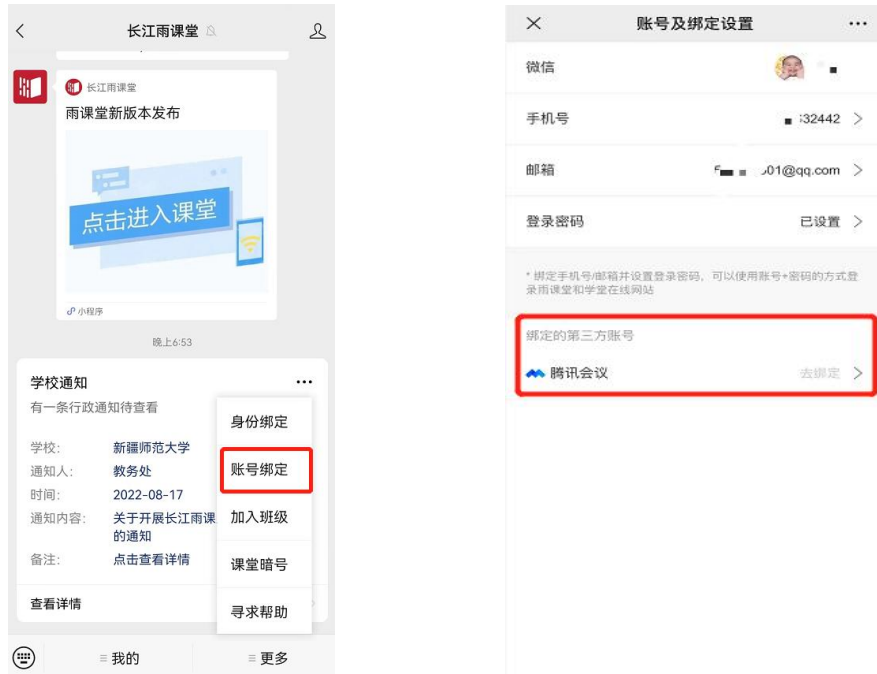 长江雨课堂
长江雨课堂
雨课堂新版本发布
点击进入课堂
小程序
晚上6:53
学校通知
有一条行政通知待查看
学校: 新疆师范大学
通知人: 教务处
时间: 2022-08-17
通知内容: 关于开展长江雨课
的通知
备注: 点击查看详情
查看详情
身份绑定
账号绑定
加入班级
课堂暗号
寻求帮助
我的
更多
账号及绑定设置
微信
手机号 32442
邮箱 01@qq.com
登录密码 已设置
* 绑定手机号/邮箱并设置登录密码，可以使用账号+密码的方式登
录雨课堂和学堂在线网站
绑定的第三方账号
腾讯会议 去绑定